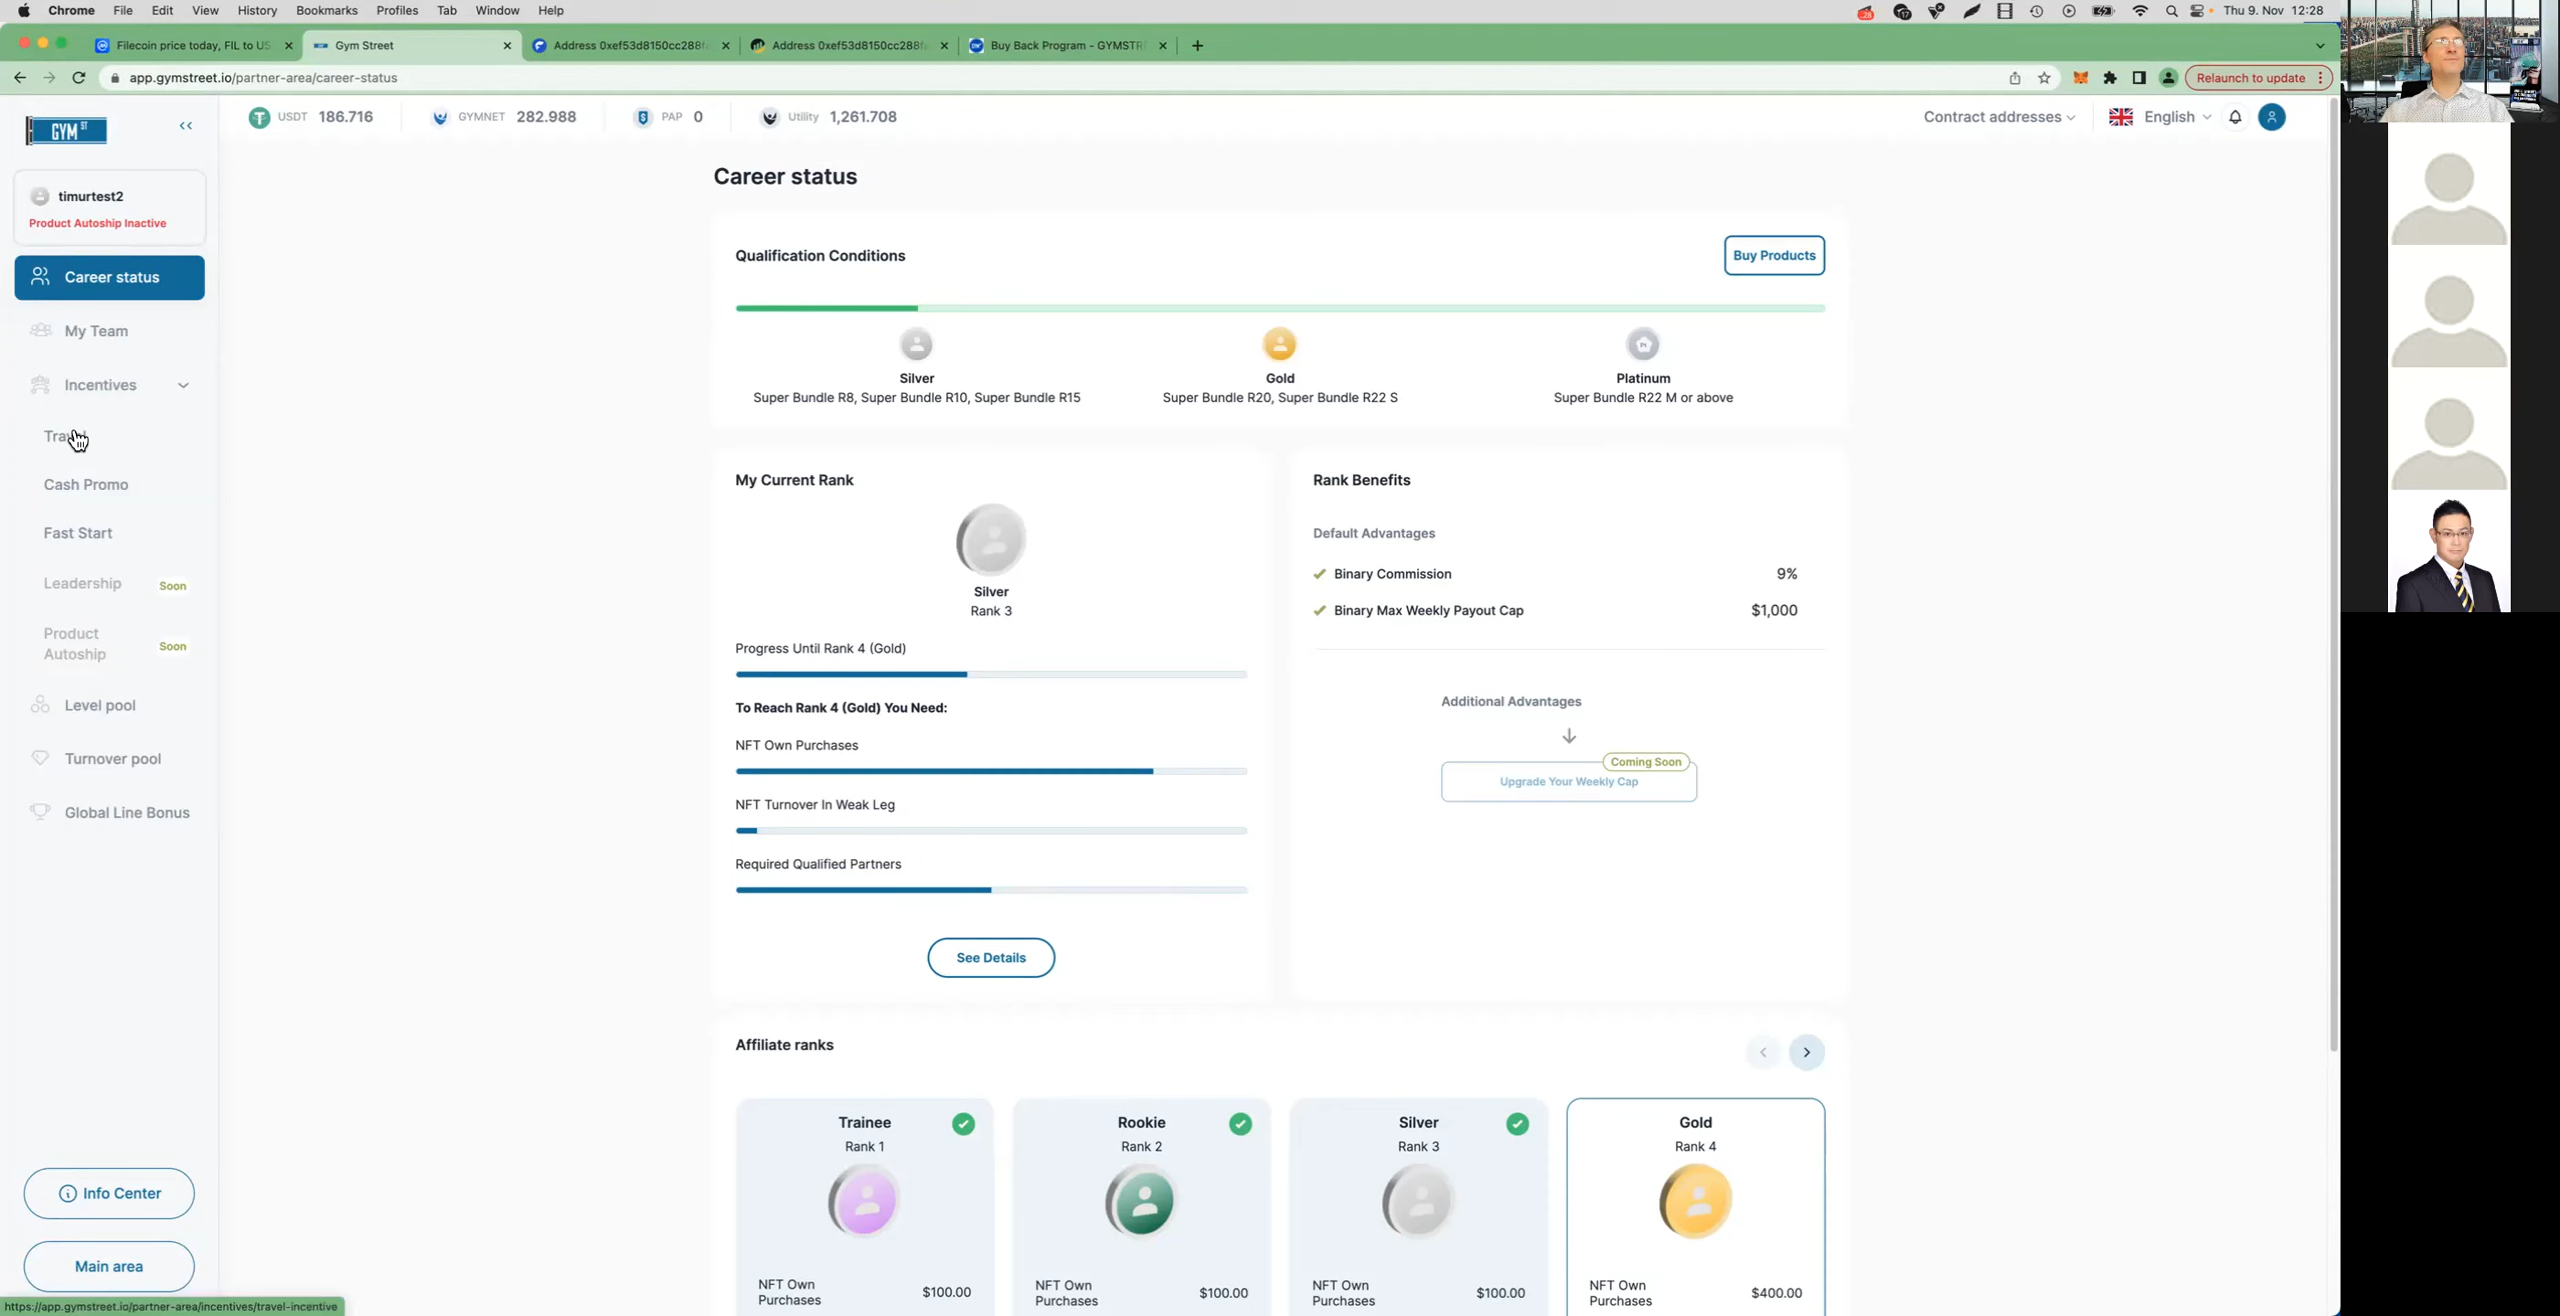 Chrome File Edit View History Bookmarks Profiles Tab Window Help
Thu 9. Nov 12:28
Filecoin price today, FIL to US
Gym Street
Address 0xef53d8150cc288f
Address 0xef53d8150cc288f
Buy Back Program - GYMSTR
app.gymstreet.io/partner-area/career-status
Relaunch to update
GYM ST
USDT 186.716
GYMNET 282.988
PAP 0
Utility 1,261.708
Contract addresses
English
timurtest2
Product Autoship Inactive
Career status
My Team
Incentives
Travel
Cash Promo
Fast Start
Leadership Soon
Product
Autoship
Soon
Level pool
Turnover pool
Global Line Bonus
Info Center
Main area
https://app.gymstreet.io/partner-area/incentives/travel-incentive
Career status
Qualification Conditions
Buy Products
Silver
Super Bundle R8, Super Bundle R10, Super Bundle R15
Gold
Super Bundle R20, Super Bundle R22 S
Platinum
Super Bundle R22 M or above
My Current Rank
Silver
Rank 3
Progress Until Rank 4 (Gold)
To Reach Rank 4 (Gold) You Need:
NFT Own Purchases
NFT Turnover In Weak Leg
Required Qualified Partners
See Details
Rank Benefits
Default Advantages
Binary Commission 9%
Binary Max Weekly Payout Cap $1,000
Additional Advantages
Coming Soon
Upgrade Your Weekly Cap
Affiliate ranks
Trainee
Rank 1
NFT Own
Purchases
$100.00
Rookie
Rank 2
NFT Own
Purchases
$100.00
Silver
Rank 3
NFT Own
Purchases
$100.00
Gold
Rank 4
NFT Own
Purchases
$400.00